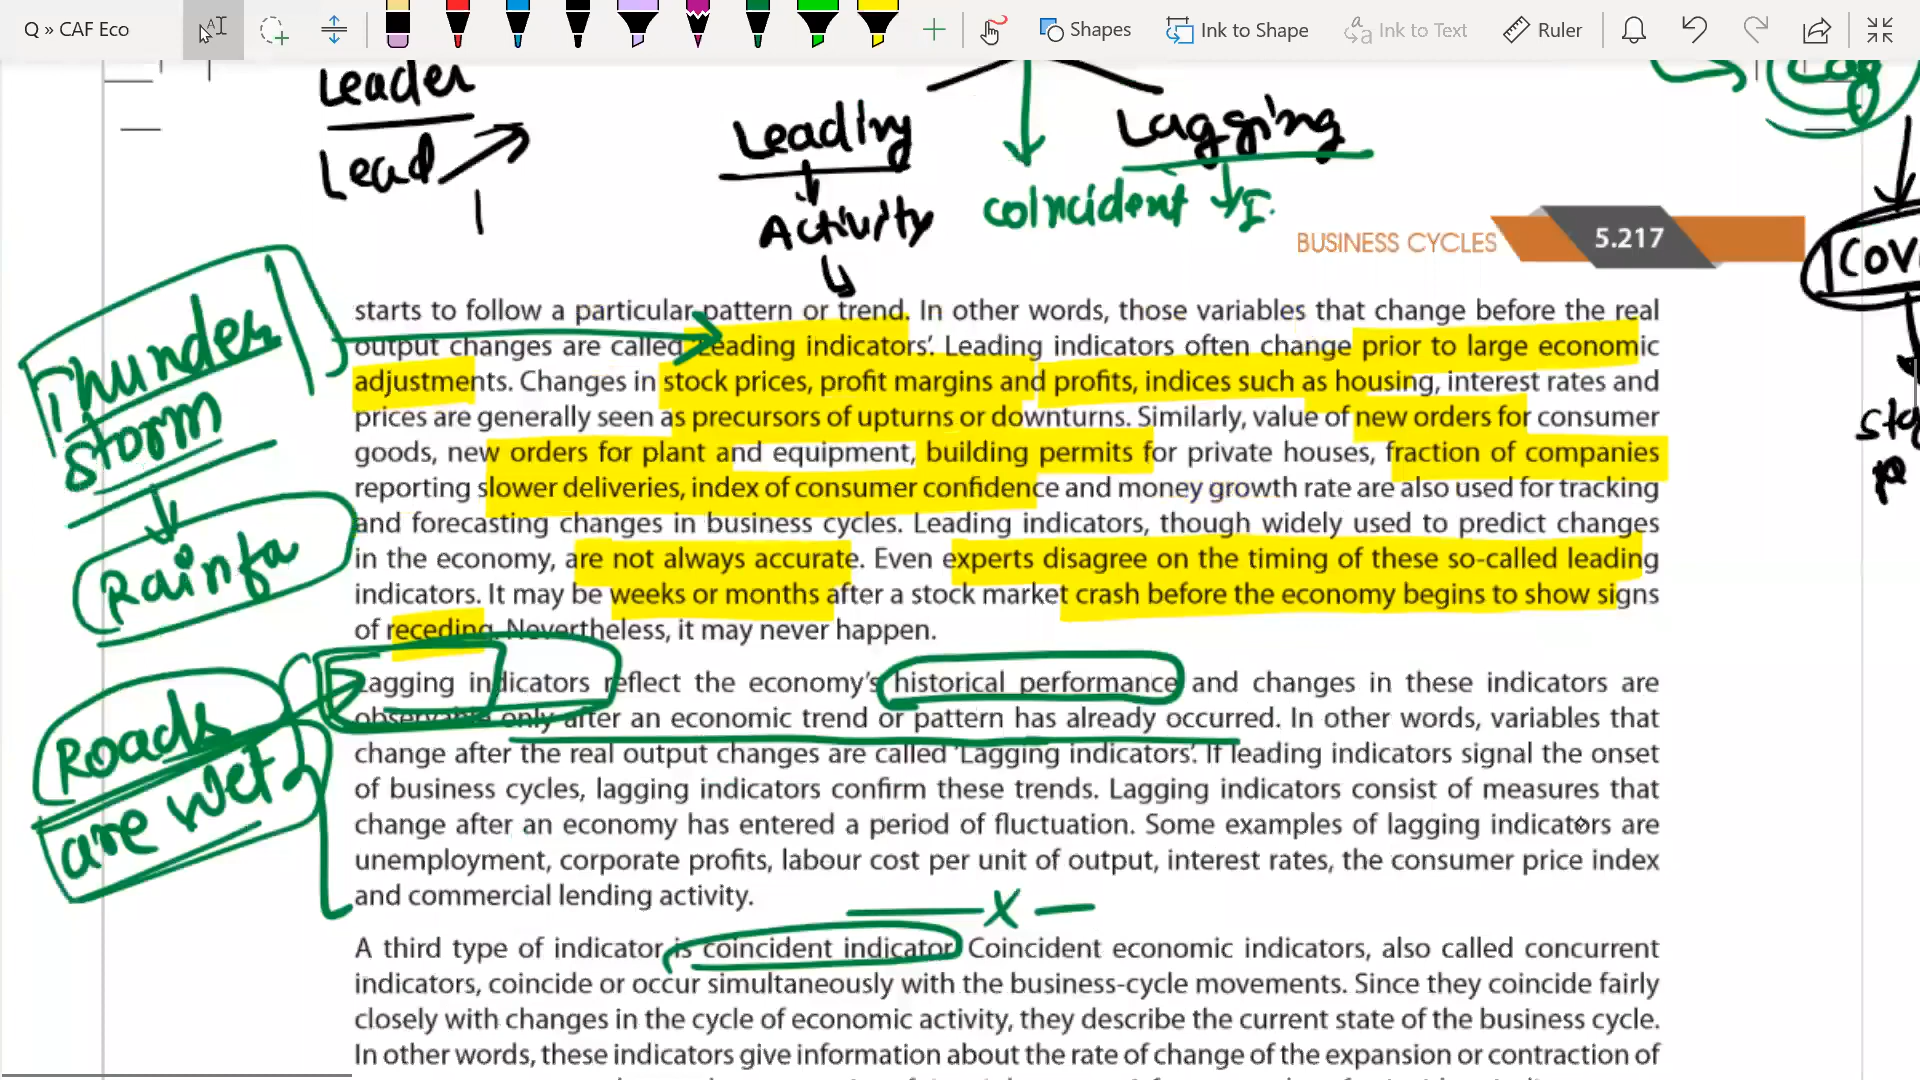 Q » CAF Eco
Shapes
Ink to Shape
Ink to Text
Ruler
Leader
Lead
Leading
Lagging
Activity
coincident
I.
BUSINESS CYCLES
5.217
Thunder
storm
Rainfa
Roads
are wet
starts to follow a particular pattern or trend. In other words, those variables that change before the real
output changes are called 'Leading indicators'. Leading indicators often change prior to large economic
adjustments. Changes in stock prices, profit margins and profits, indices such as housing, interest rates and
prices are generally seen as precursors of upturns or downturns. Similarly, value of new orders for consumer
goods, new orders for plant and equipment, building permits for private houses, fraction of companies
reporting slower deliveries, index of consumer confidence and money growth rate are also used for tracking
and forecasting changes in business cycles. Leading indicators, though widely used to predict changes
in the economy, are not always accurate. Even experts disagree on the timing of these so-called leading
indicators. It may be weeks or months after a stock market crash before the economy begins to show signs
of receding. Nevertheless, it may never happen.
Lagging indicators reflect the economy's historical performance and changes in these indicators are
observable only after an economic trend or pattern has already occurred. In other words, variables that
change after the real output changes are called 'Lagging indicators'. If leading indicators signal the onset
of business cycles, lagging indicators confirm these trends. Lagging indicators consist of measures that
change after an economy has entered a period of fluctuation. Some examples of lagging indicators are
unemployment, corporate profits, labour cost per unit of output, interest rates, the consumer price index
and commercial lending activity.
A third type of indicator is coincident indicator. Coincident economic indicators, also called concurrent
indicators, coincide or occur simultaneously with the business-cycle movements. Since they coincide fairly
closely with changes in the cycle of economic activity, they describe the current state of the business cycle.
In other words, these indicators give information about the rate of change of the expansion or contraction of